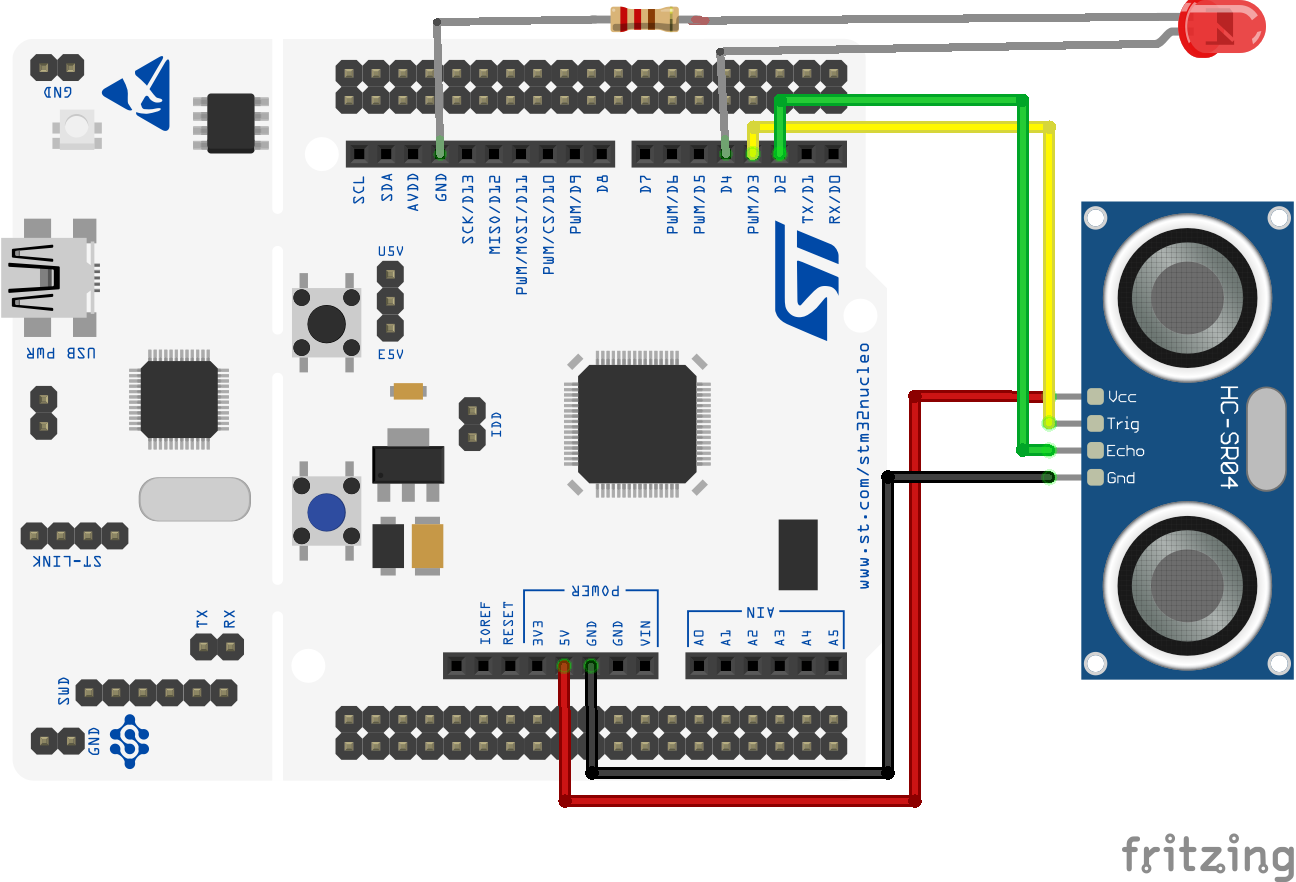 GND
SCL
SDA
AVDD
GND
SCK/D13
MISO/D12
PWM/MOSI/D11
PWM/CS/D10
PWM/D9
D8
D7
PWM/D6
PWM/D5
D4
PWM/D3
D2
TX/D1
RX/D0
U5V
ST
USB PWR
E5V
www.st.com/stm32nucleo
IDD
Vcc
Trig
Echo
Gnd
HC-SR04
ST-LINK
TX
RX
POWER
IOREF
RESET
3V3
5V
GND
GND
VIN
AIN
A0
A1
A2
A3
A4
A5
SWD
GND
fritzing